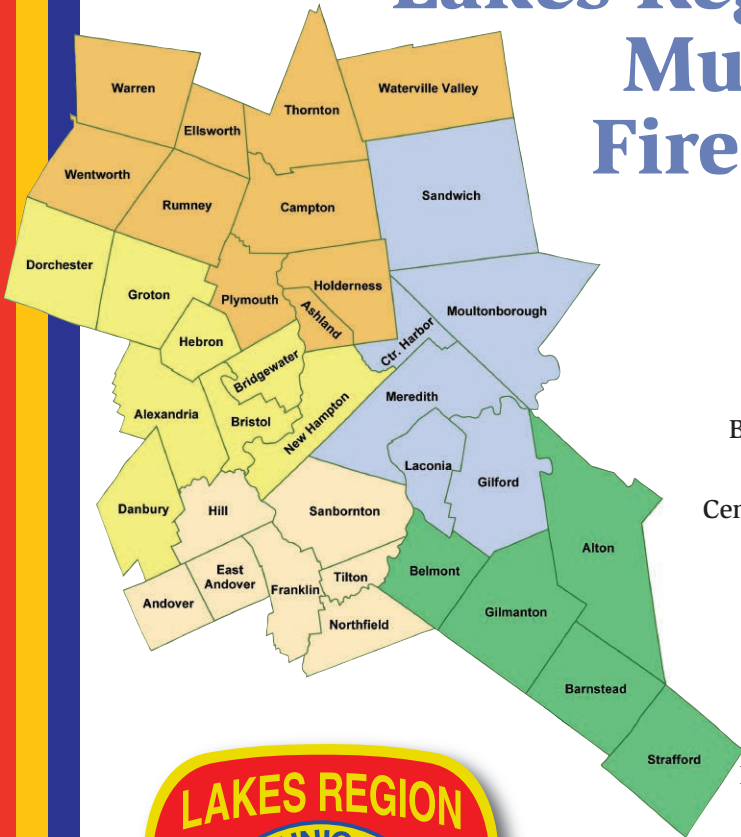 Mu
Fire
Warren
Waterville Valley
Thornton
Ellsworth
Wentworth
Sandwich
Rumney
Campton
Dorchester
Holderness
Groton
Plymouth
Moultonborough
Ashland
Hebron
Ctr. Harbor
Bridgewater
Meredith
Alexandria
Bristol
New Hampton
B
Laconia
Gilford
Danbury
Hill
Sanbornton
Cer
Alton
East
Andover
Belmont
Tilton
Franklin
Andover
Gilmanton
Northfield
Barnstead
Strafford
LAKES REGION